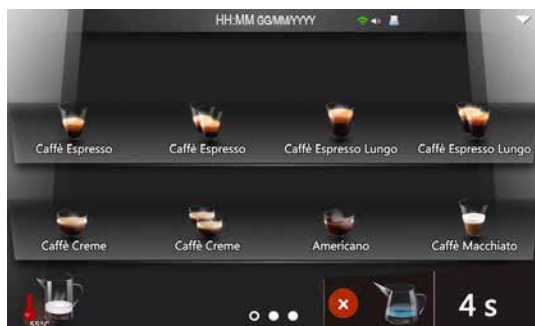 HH:MM GG/MM/YYYY
Caffè Espresso Caffè Espresso Caffè Espresso Lungo Caffè Espresso Lungo
Caffè Creme Caffè Creme Americano Caffè Macchiato
55°C
4 s